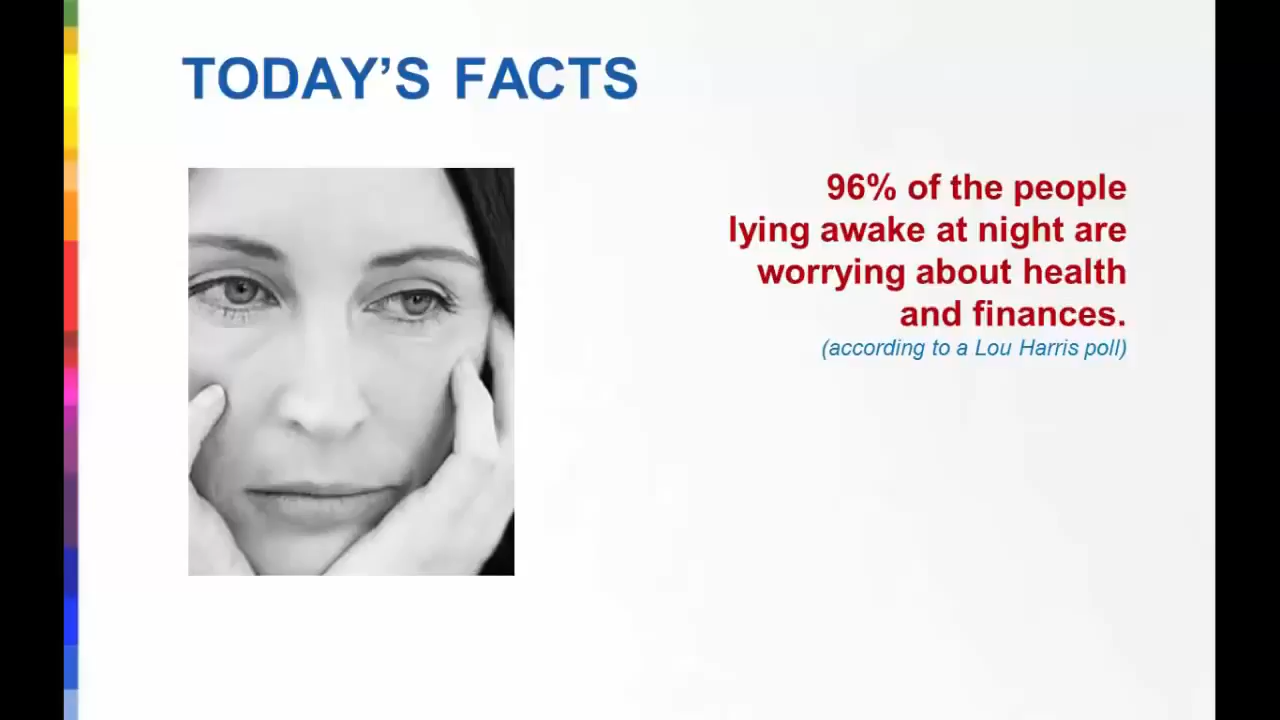 TODAY’S FACTS
96% of the people
lying awake at night are
worrying about health
and finances.
(according to a Lou Harris poll)